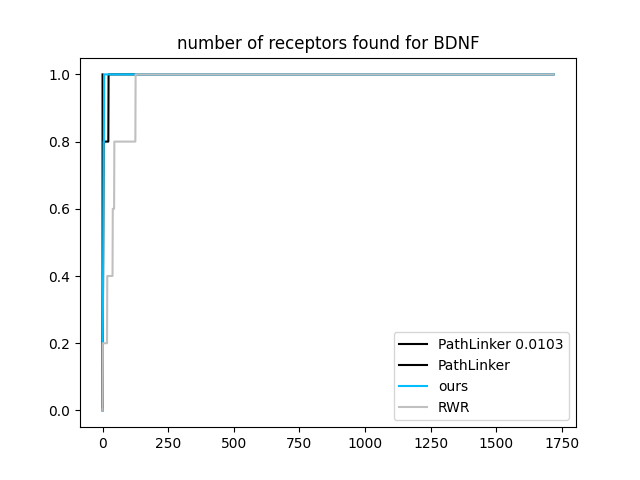 number of receptors found for BDNF
1.0
0.8
0.6
0.4
0.2
0.0
PathLinker 0.0103
PathLinker
ours
RWR
0 250 500 750 1000 1250 1500 1750